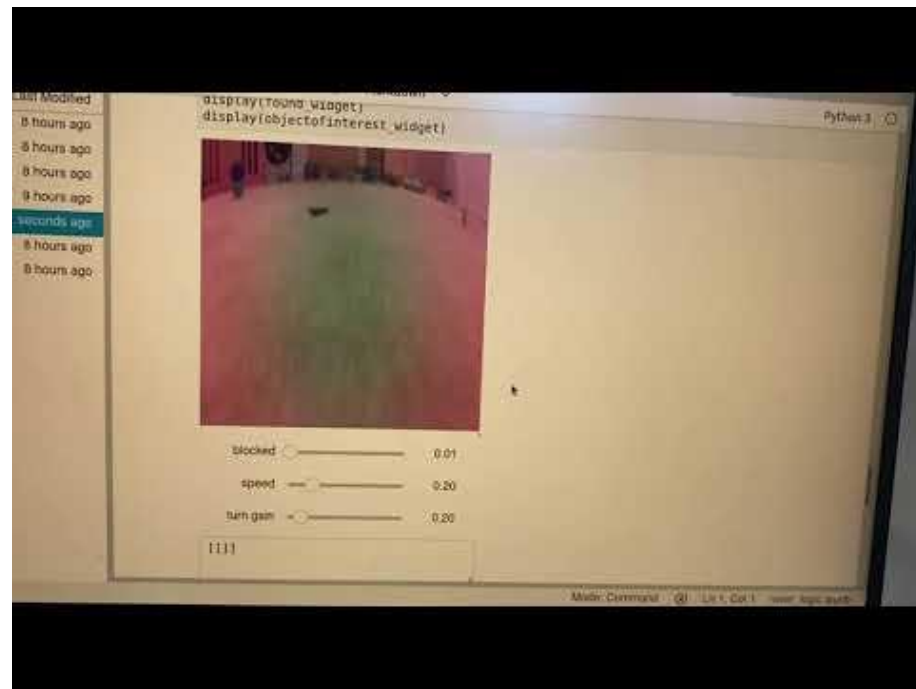 Last Modified
8 hours ago
8 hours ago
8 hours ago
9 hours ago
seconds ago
8 hours ago
8 hours ago
display(found_widget)
display(objectofinterest_widget)
Python 3
blocked 0.01
speed 0.20
turn gain 0.20
Mode: Command
Ln 1, Col 1